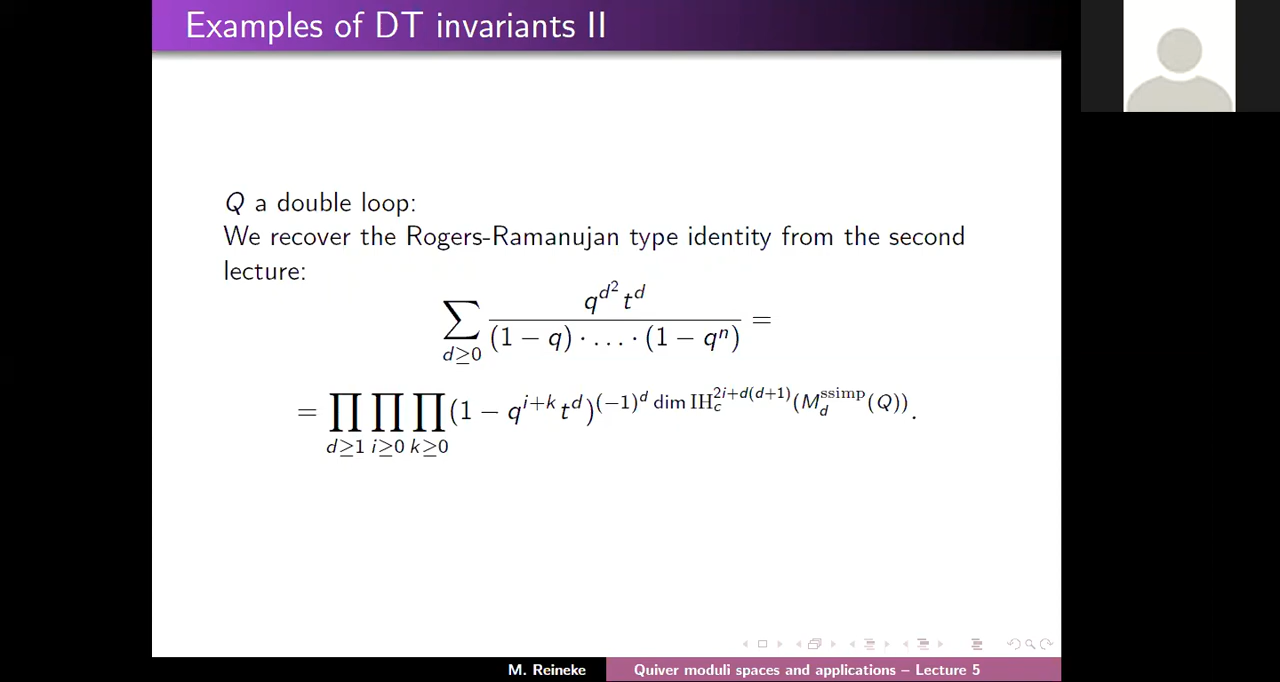 Examples of DT invariants II
Q a double loop:
We recover the Rogers-Ramanujan type identity from the second
lecture:
∑_{d≥0} q^{d²} t^d / ((1 − q) · . . . . · (1 − qⁿ)) =
= ∏_{d≥1} ∏_{i≥0} ∏_{k≥0} (1 − q^{i+k} t^d)^{(−1)^d dim IH_c^{2i+d(d+1)}(M_d^{ssimp}(Q))}.
M. Reineke
Quiver moduli spaces and applications – Lecture 5